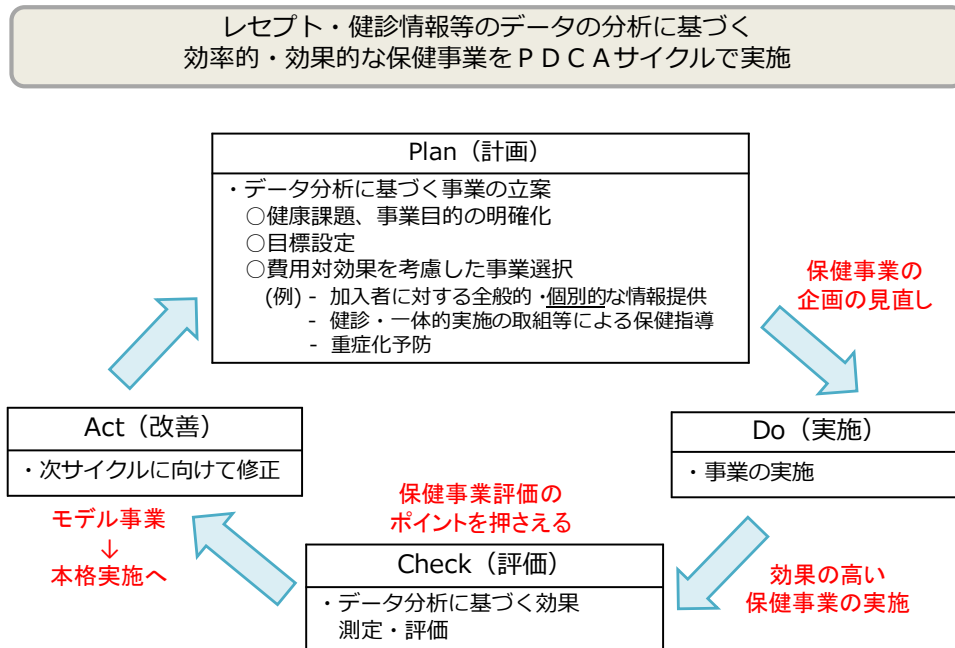 レセプト・健診情報等のデータの分析に基づく
効率的・効果的な保健事業をＰＤＣＡサイクルで実施
Plan（計画）
・データ分析に基づく事業の立案
○健康課題、事業目的の明確化
○目標設定
○費用対効果を考慮した事業選択
(例) - 加入者に対する全般的・個別的な情報提供
- 健診・一体的実施の取組等による保健指導
- 重症化予防
保健事業の
企画の見直し
Do（実施）
・事業の実施
効果の高い
保健事業の実施
保健事業評価の
ポイントを押さえる
Check（評価）
・データ分析に基づく効果
測定・評価
Act（改善）
・次サイクルに向けて修正
モデル事業
↓
本格実施へ